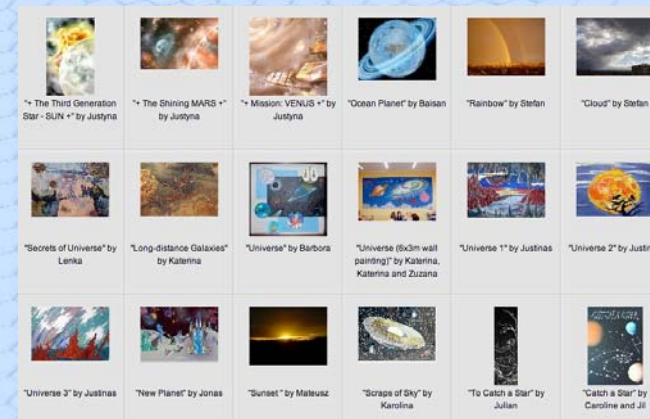 "+ The Third Generation
Star - SUN +" by Justyna
"+ The Shining MARS +"
by Justyna
"+ Mission: VENUS +" by
Justyna
"Ocean Planet" by Baisan
"Rainbow" by Stefan
"Cloud" by Stefan
"Secrets of Universe" by
Lenka
"Long-distance Galaxies"
by Katerina
"Universe" by Barbora
"Universe (6x3m wall
painting)" by Katerina,
Katerina and Zuzana
"Universe 1" by Justinas
"Universe 2" by Justin
"Universe 3" by Justinas
"New Planet" by Jonas
"Sunset " by Mateusz
"Scraps of Sky" by
Karolina
"To Catch a Star" by
Julian
"Catch a Star" by
Caroline and Jil